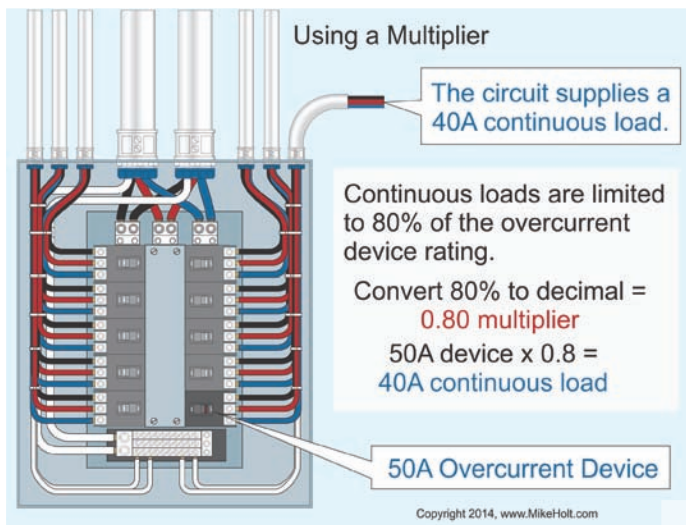 Using a Multiplier
The circuit supplies a
40A continuous load.
Continuous loads are limited
to 80% of the overcurrent
device rating.
Convert 80% to decimal =
0.80 multiplier
50A device x 0.8 =
40A continuous load
50A Overcurrent Device
Copyright 2014, www.MikeHolt.com